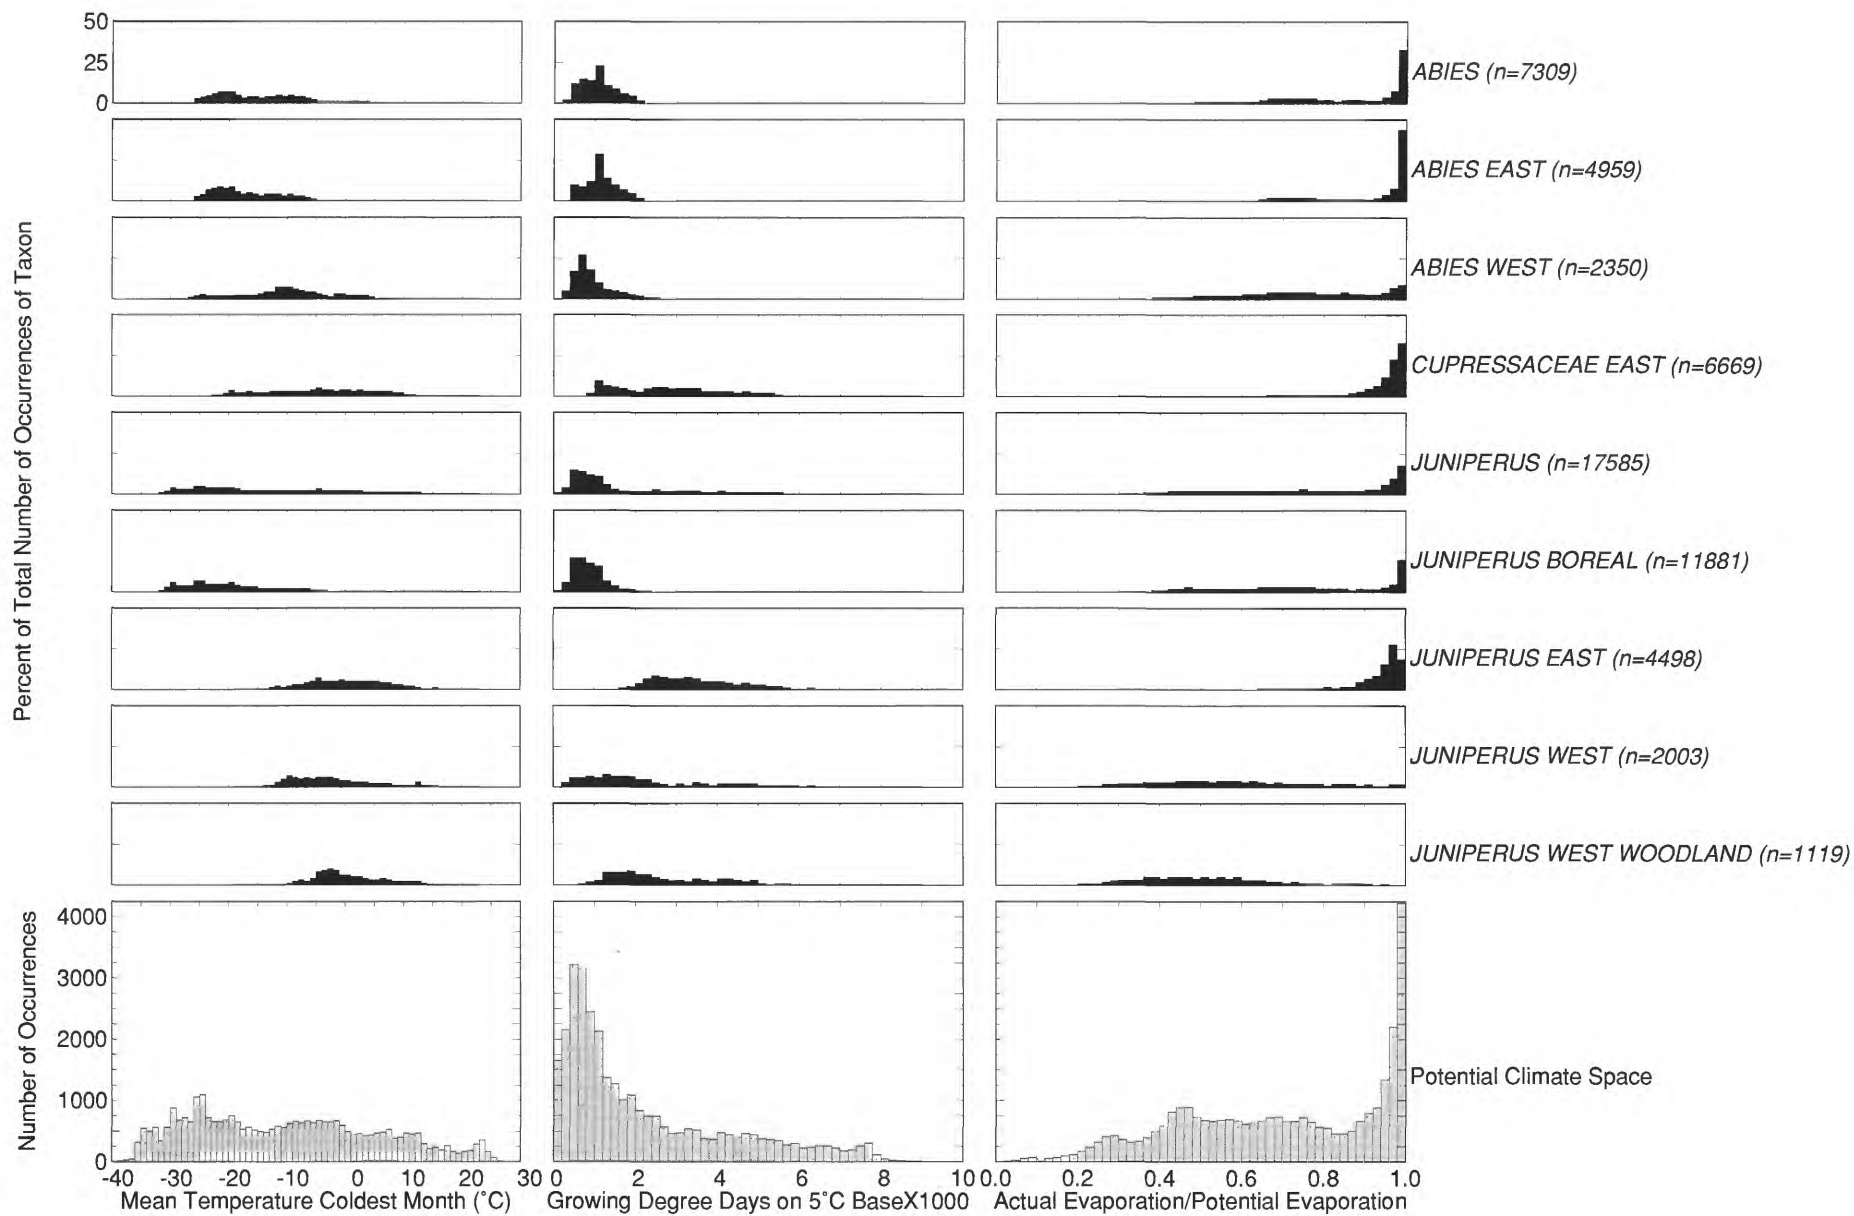 50
25
0
ABIES (n=7309)
ABIES EAST (n=4959)
ABIES WEST (n=2350)
CUPRESSACEAE EAST (n=6669)
JUNIPERUS (n=17585)
JUNIPERUS BOREAL (n=11881)
JUNIPERUS EAST (n=4498)
JUNIPERUS WEST (n=2003)
JUNIPERUS WEST WOODLAND (n=1119)
Percent of Total Number of Occurrences of Taxon
Number of Occurrences
4000
3000
2000
1000
0
Potential Climate Space
-40 -30 -20 -10 0 10 20 30
0 2 4 6 8 10
0.0 0.2 0.4 0.6 0.8 1.0
Mean Temperature Coldest Month (°C)
Growing Degree Days on 5°C BaseX1000
Actual Evaporation/Potential Evaporation